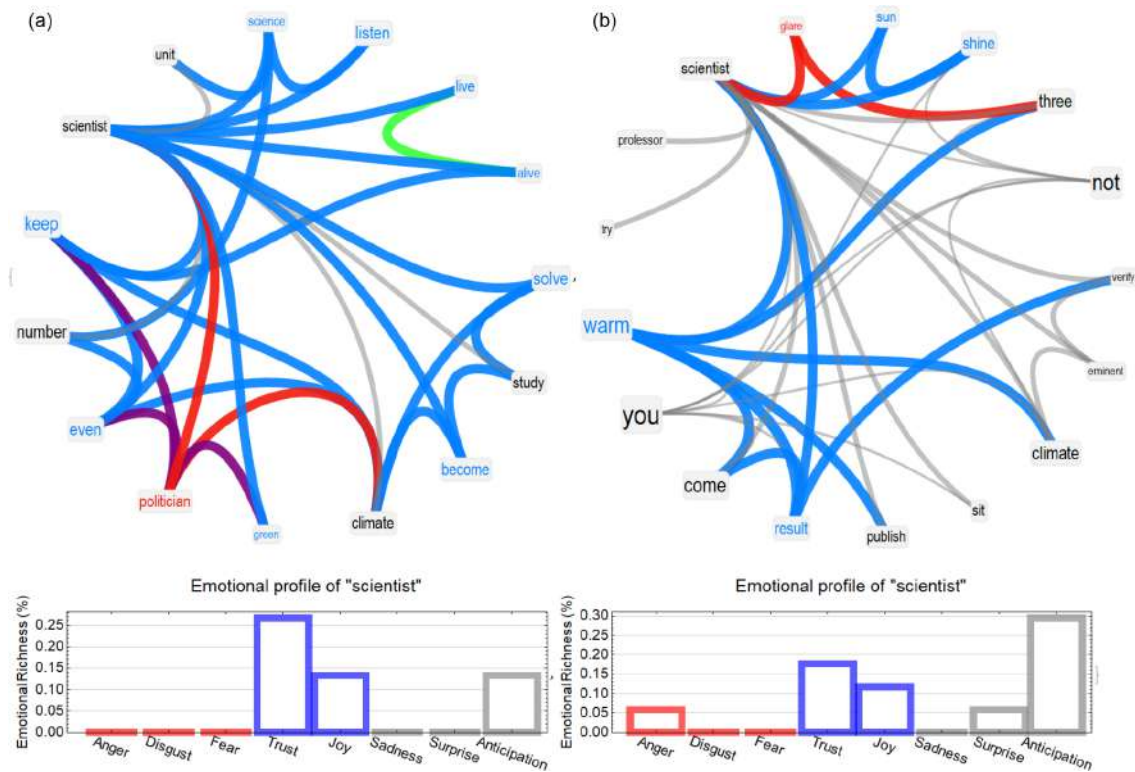 (a)
science
listen
unit
live
scientist
alive
keep
solve
number
study
even
become
politician
climate
green
(b)
glare
sun
shine
scientist
three
professor
not
try
verify
warm
eminent
you
climate
come
sit
result
publish
Emotional profile of "scientist"
Emotional Richness (%)
0.25
0.20
0.15
0.10
0.05
0.00
Anger Disgust Fear Trust Joy Sadness Surprise Anticipation
Emotional profile of "scientist"
Emotional Richness (%)
0.30
0.25
0.20
0.15
0.10
0.05
0.00
Anger Disgust Fear Trust Joy Sadness Surprise Anticipation